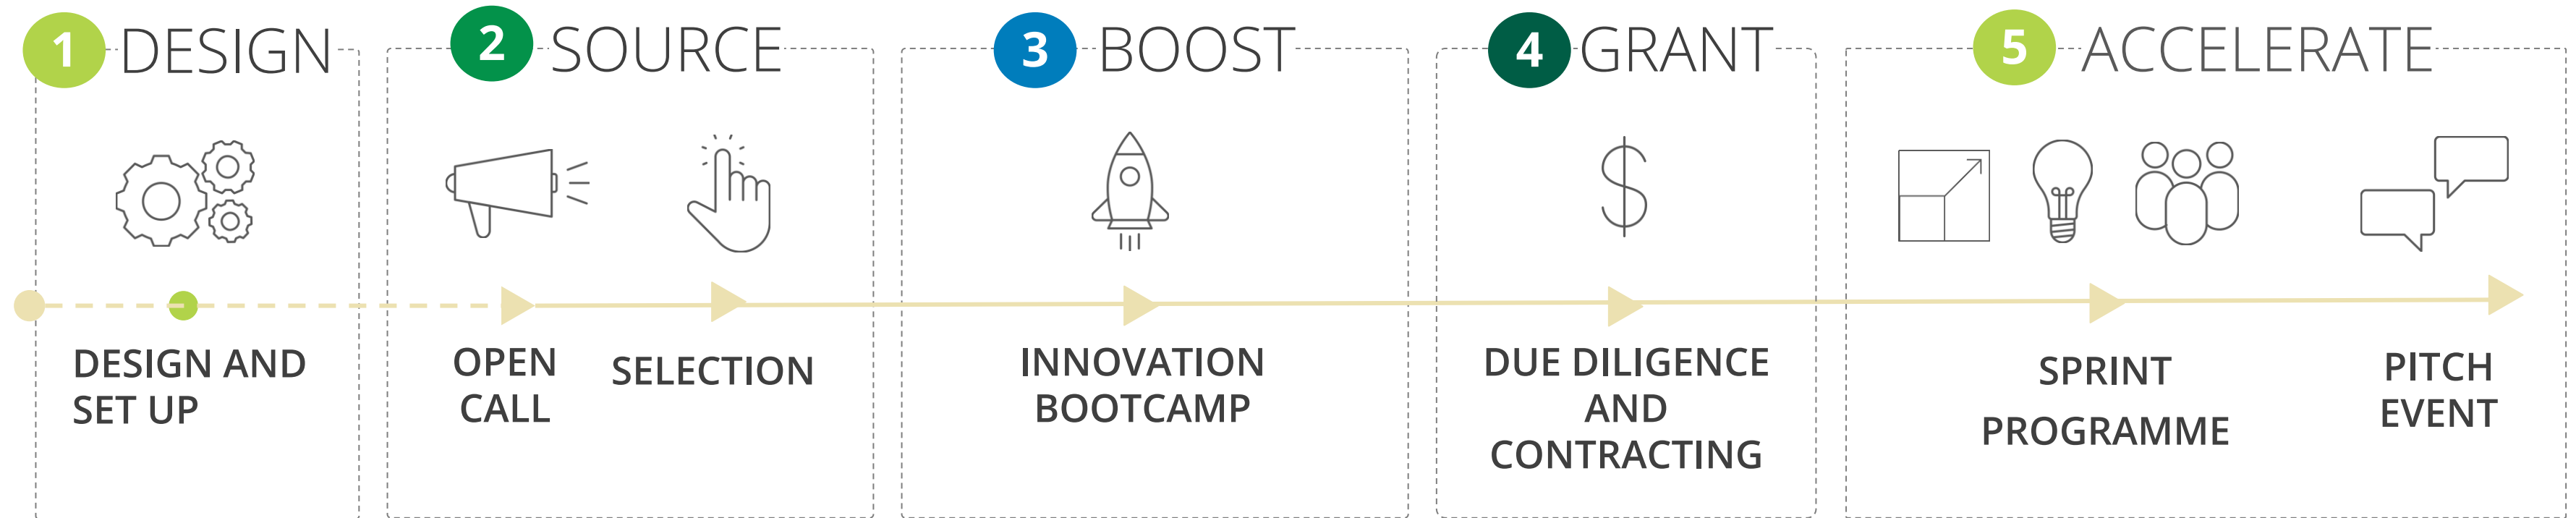 1 DESIGN
DESIGN AND
SET UP
2 SOURCE
OPEN
CALL
SELECTION
3 BOOST
INNOVATION
BOOTCAMP
4 GRANT
DUE DILIGENCE
AND
CONTRACTING
5 ACCELERATE
SPRINT
PROGRAMME
PITCH
EVENT